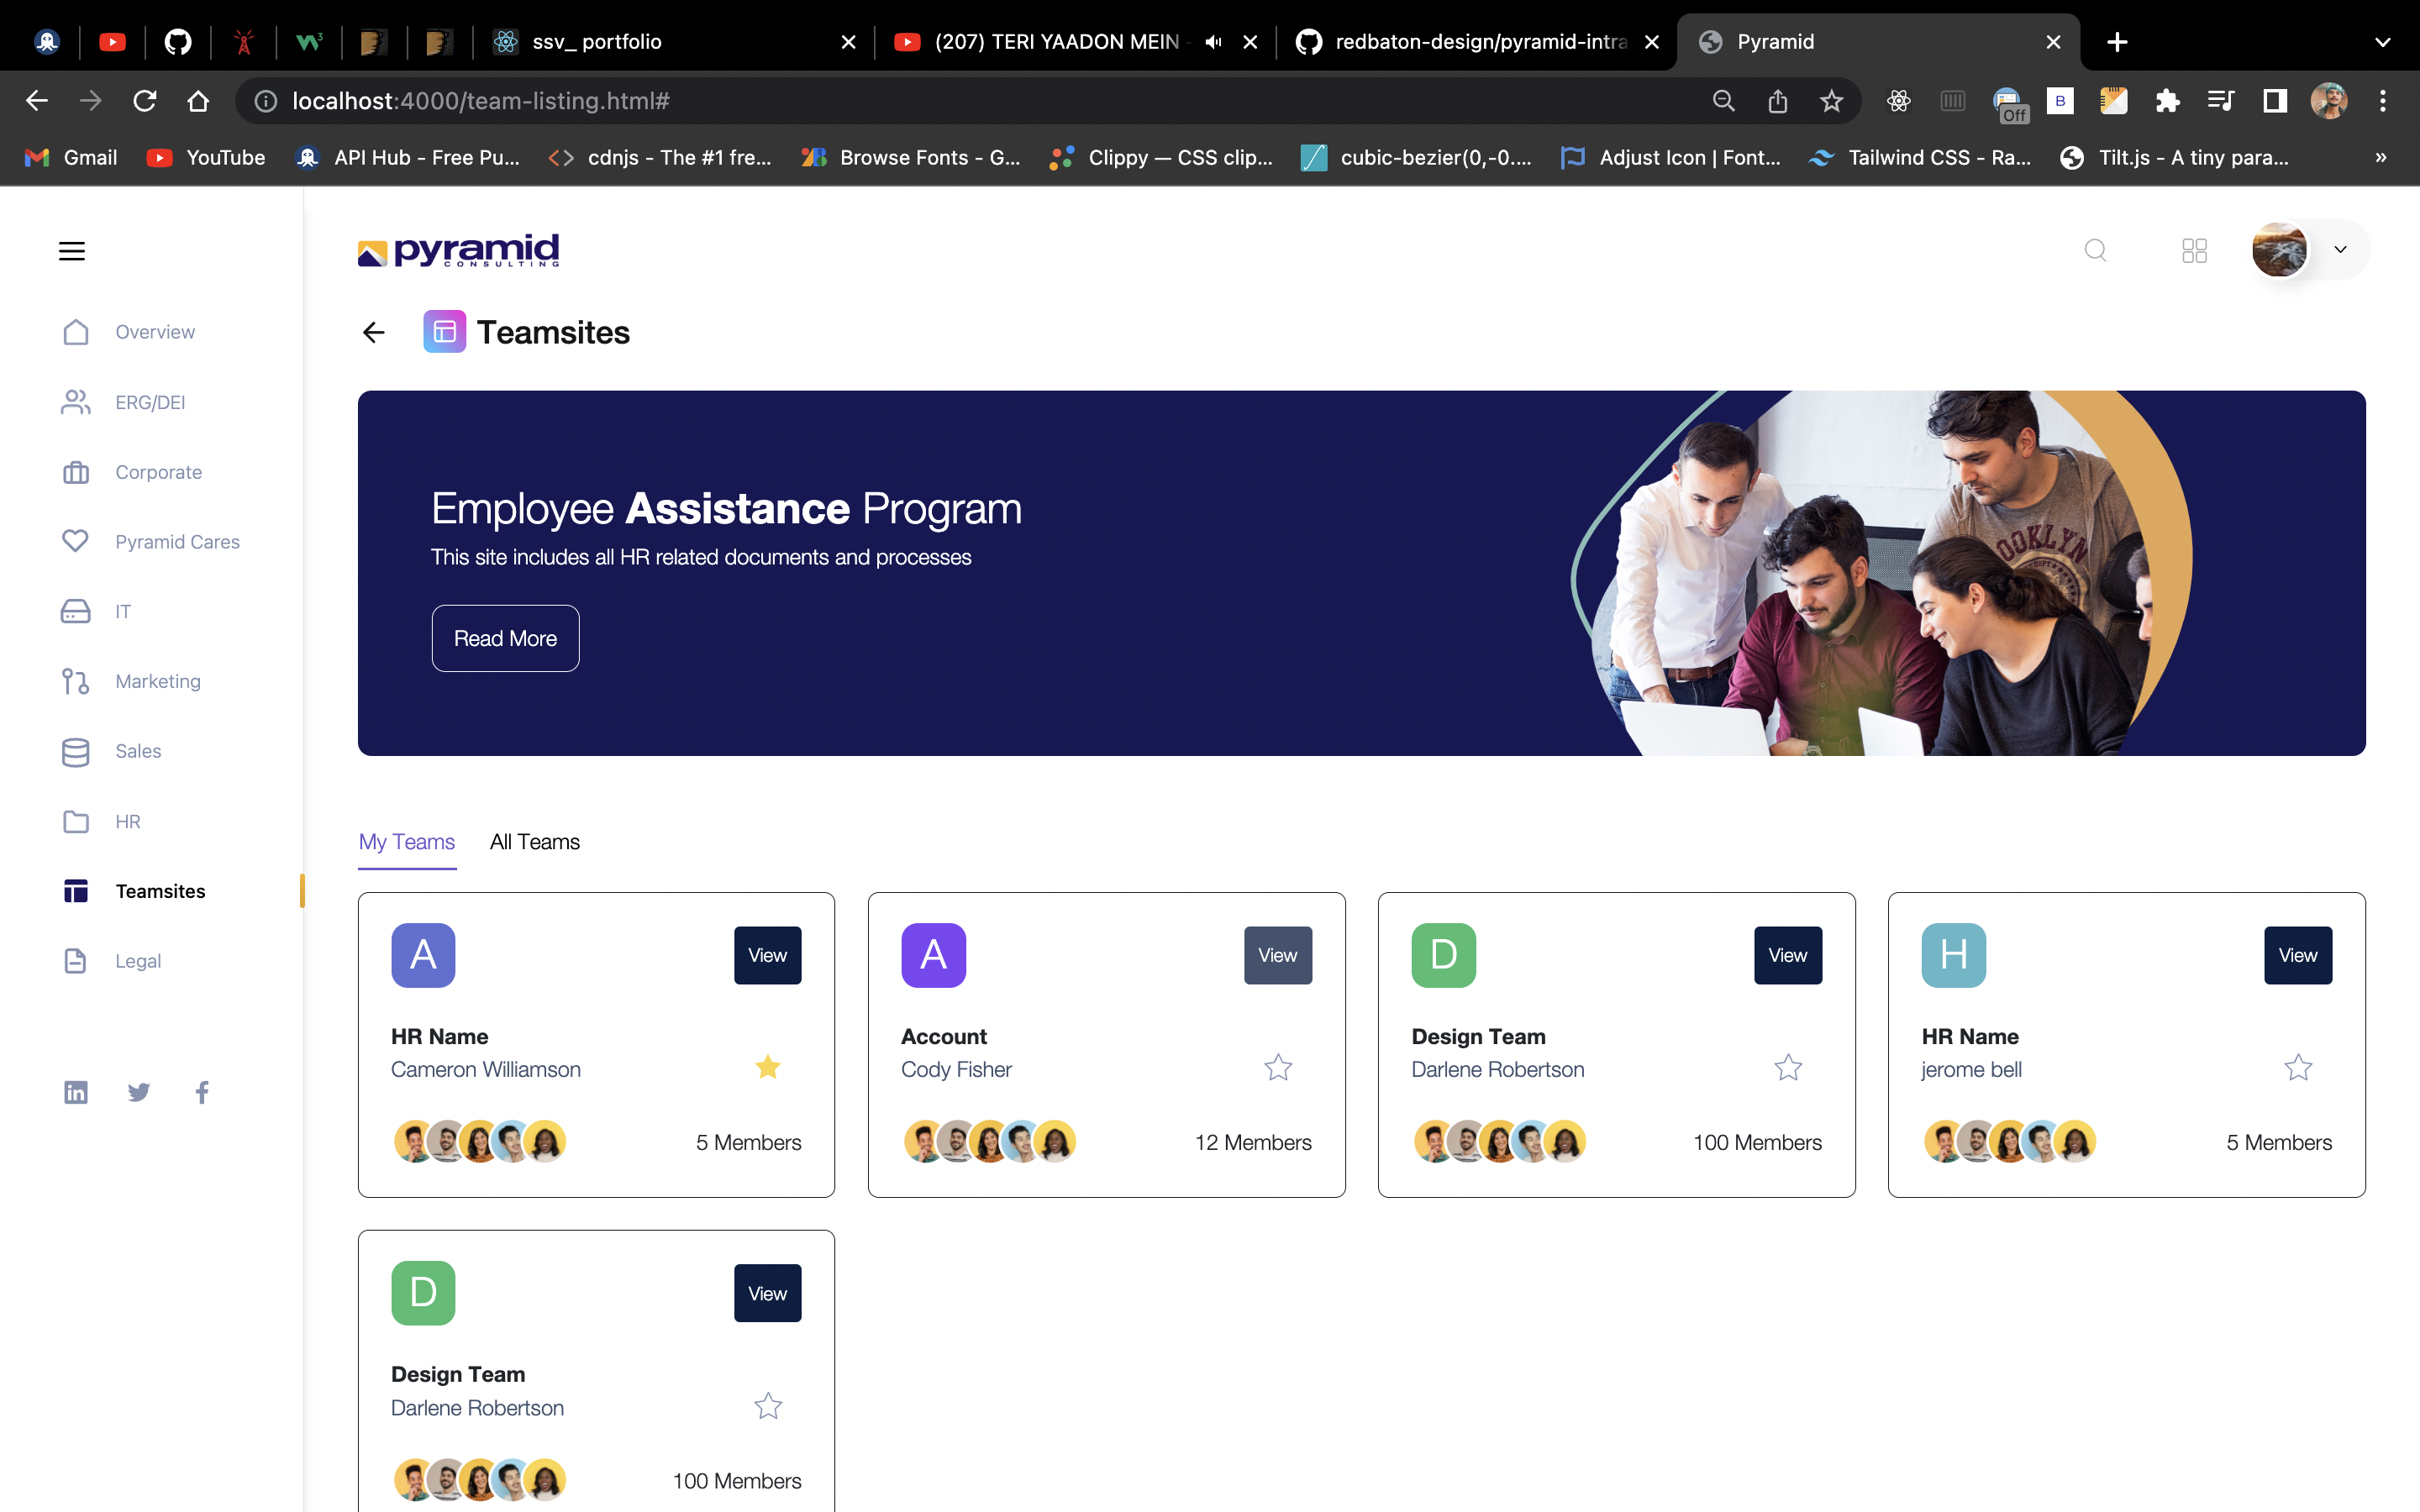 ssv_ portfolio
(207) TERI YAADON MEIN
redbaton-design/pyramid-intra
Pyramid
localhost:4000/team-listing.html#
Off
B
Gmail
YouTube
API Hub - Free Pu...
cdnjs - The #1 fre...
Browse Fonts - G...
Clippy — CSS clip...
cubic-bezier(0,-0....
Adjust Icon | Font...
Tailwind CSS - Ra...
Tilt.js - A tiny para...
»
pyramid
CONSULTING
Overview
ERG/DEI
Corporate
Pyramid Cares
IT
Marketing
Sales
HR
Teamsites
Legal
in
f
Teamsites
Employee Assistance Program
This site includes all HR related documents and processes
Read More
My Teams
All Teams
A
View
HR Name
Cameron Williamson
5 Members
A
View
Account
Cody Fisher
12 Members
D
View
Design Team
Darlene Robertson
100 Members
H
View
HR Name
jerome bell
5 Members
D
View
Design Team
Darlene Robertson
100 Members